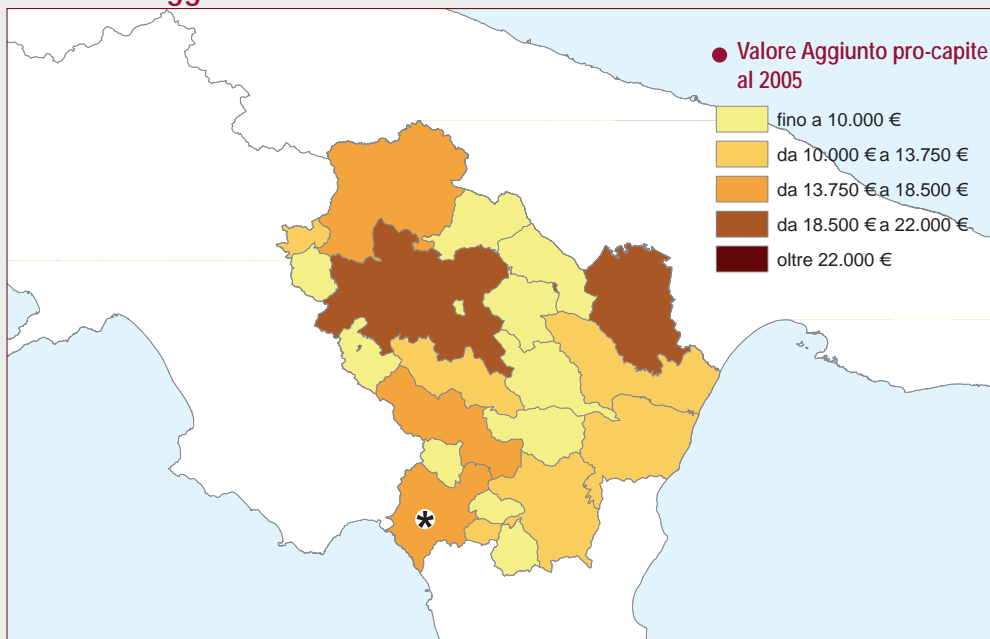 gg
Valore Aggiunto pro-capite
al 2005
fino a 10.000 €
da 10.000 € a 13.750 €
da 13.750 € a 18.500 €
da 18.500 € a 22.000 €
oltre 22.000 €
*